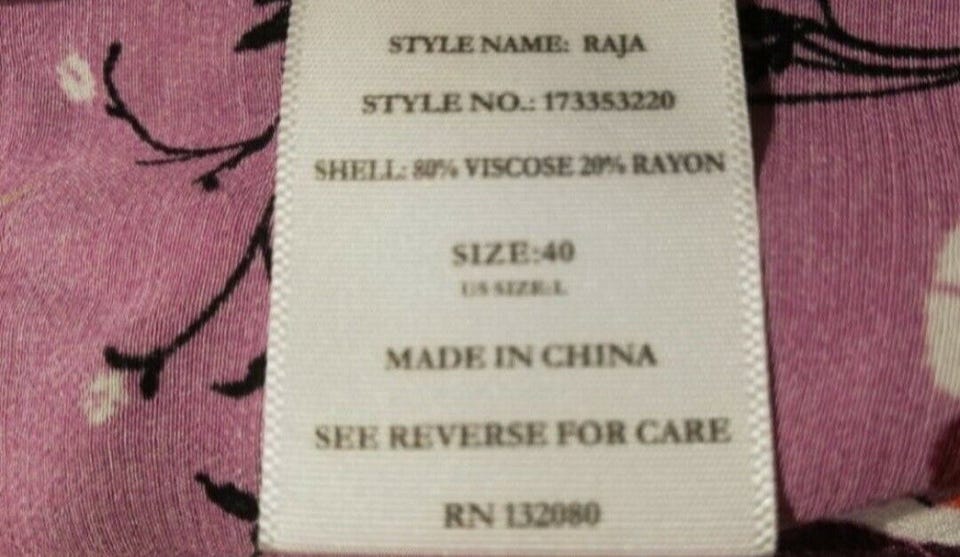 STYLE NAME: RAJA
STYLE NO.: 173353220
SHELL: 80% VISCOSE 20% RAYON
SIZE:40
US SIZE:L
MADE IN CHINA
SEE REVERSE FOR CARE
RN 132080